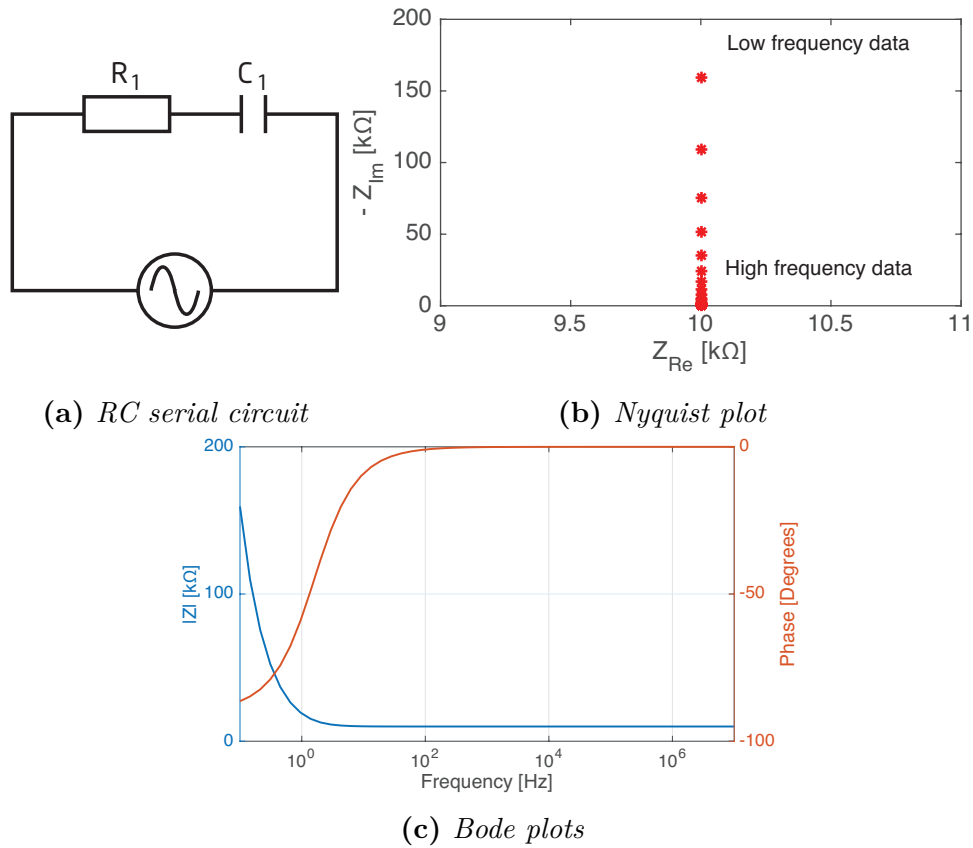 R1
C1
- ZIm [kΩ]
200
150
100
50
0
Low frequency data
High frequency data
9
9.5
10
10.5
11
ZRe [kΩ]
(a) RC serial circuit
(b) Nyquist plot
|Z| [kΩ]
200
100
0
0
-50
-100
Phase [Degrees]
10^0
10^2
10^4
10^6
Frequency [Hz]
(c) Bode plots